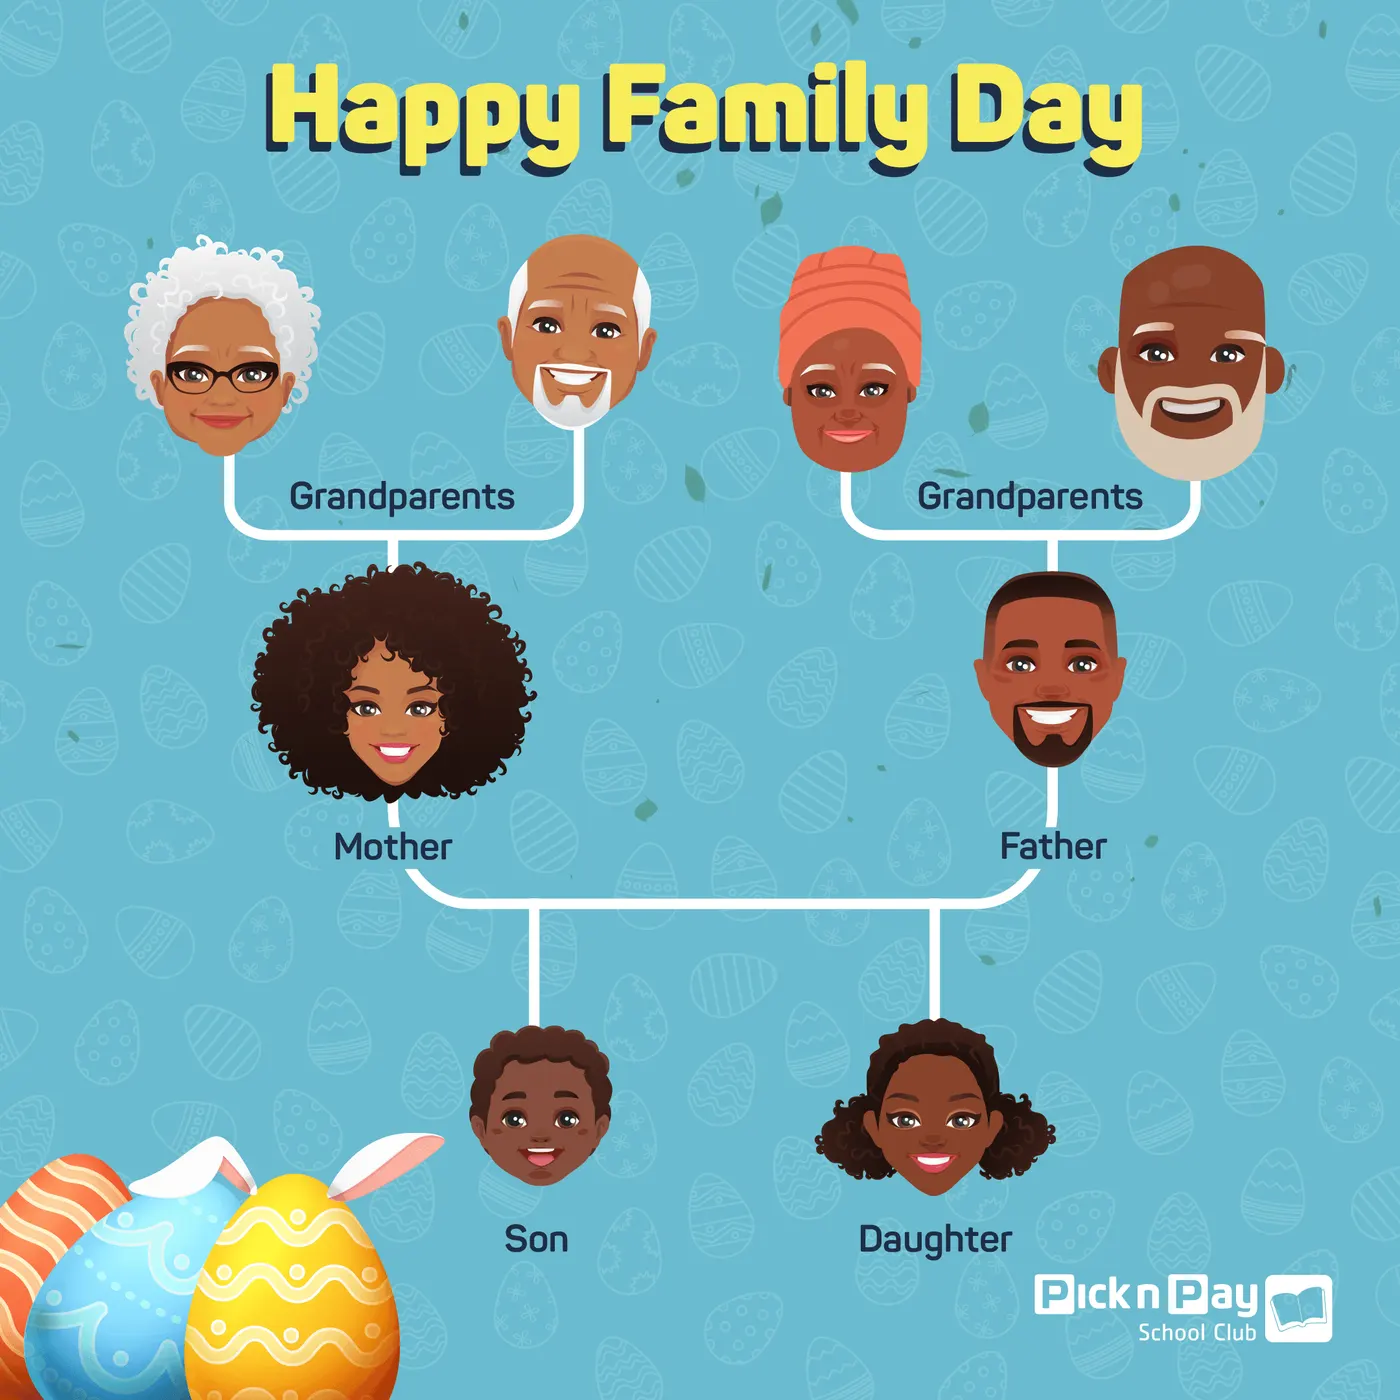 Happy Family Day
Grandparents
Grandparents
Mother
Father
Son
Daughter
Pick n Pay
School Club